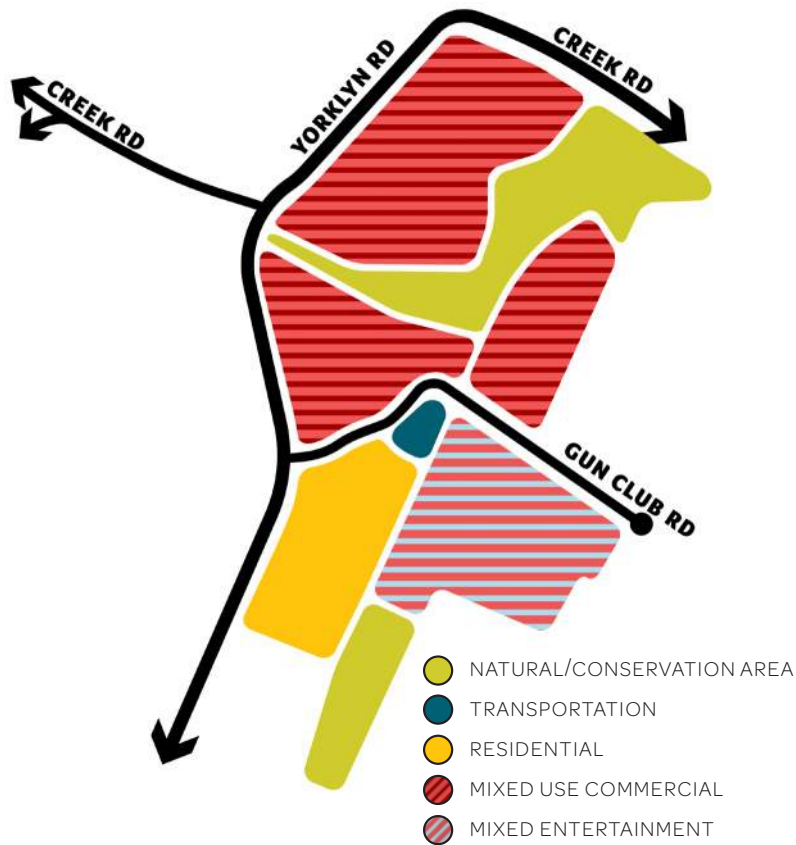 CREEK RD
YORKLYN RD
CREEK RD
GUN CLUB RD
NATURAL/CONSERVATION AREA
TRANSPORTATION
RESIDENTIAL
MIXED USE COMMERCIAL
MIXED ENTERTAINMENT